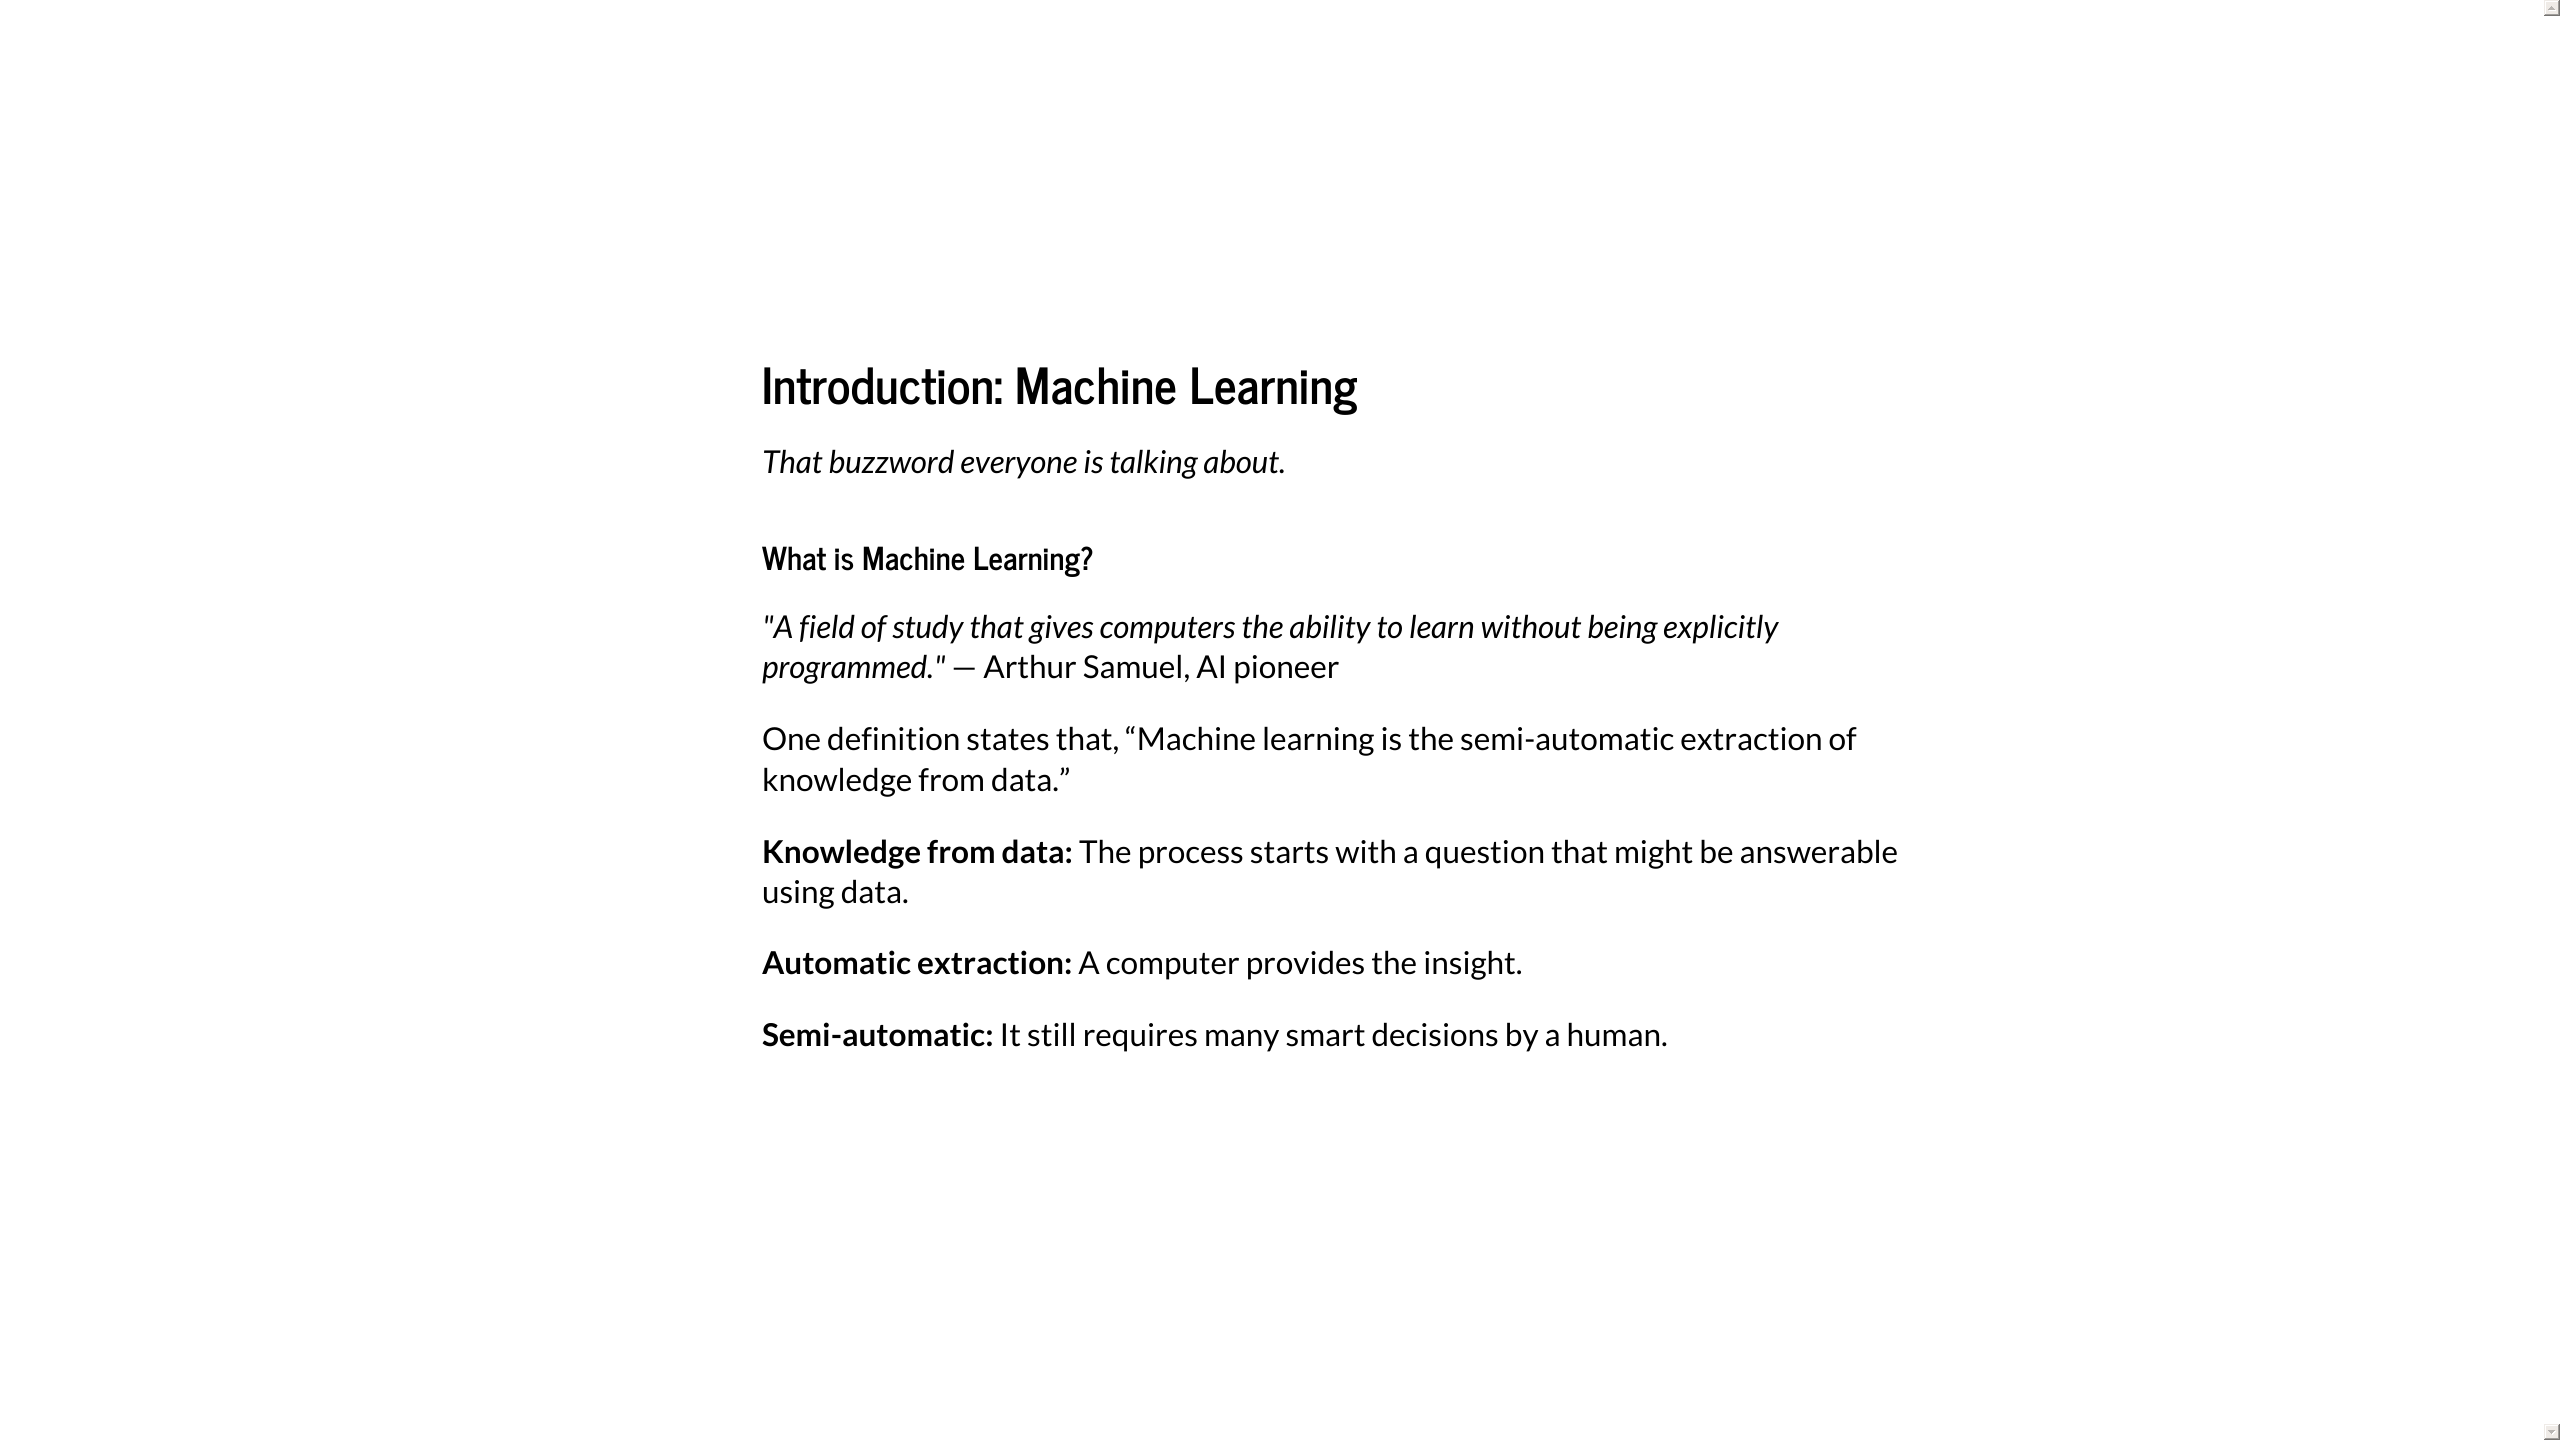 Introduction: Machine Learning
That buzzword everyone is talking about.
What is Machine Learning?
"A field of study that gives computers the ability to learn without being explicitly
programmed." — Arthur Samuel, AI pioneer
One definition states that, “Machine learning is the semi-automatic extraction of
knowledge from data.”
Knowledge from data: The process starts with a question that might be answerable
using data.
Automatic extraction: A computer provides the insight.
Semi-automatic: It still requires many smart decisions by a human.